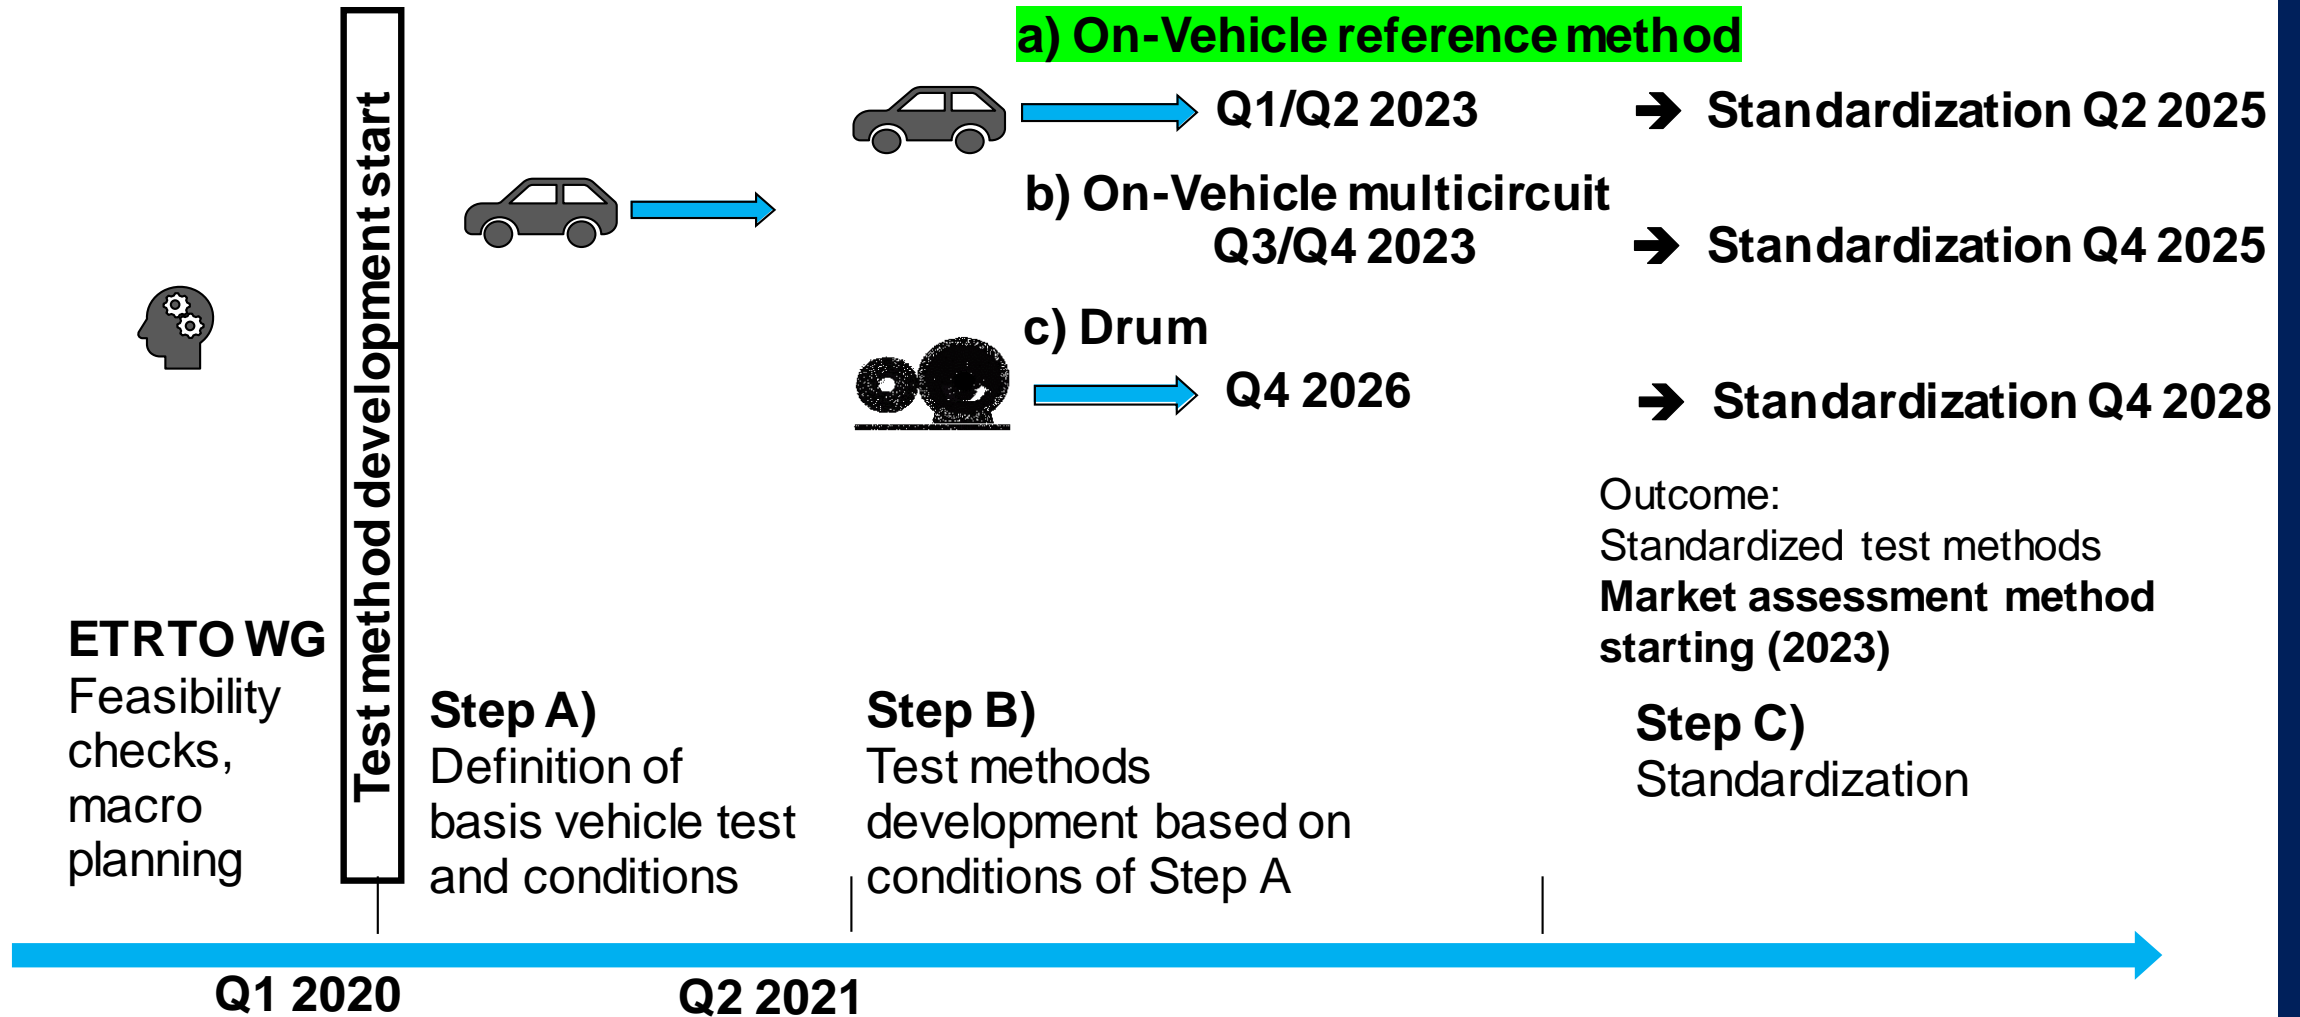 a) On-Vehicle reference method
Q1/Q2 2023 ➔ Standardization Q2 2025
b) On-Vehicle multicircuit
Q3/Q4 2023 ➔ Standardization Q4 2025
c) Drum
Q4 2026 ➔ Standardization Q4 2028
Test method development start
Outcome:
Standardized test methods
Market assessment method
starting (2023)
ETRTO WG
Feasibility
checks,
macro
planning
Step A)
Definition of
basis vehicle test
and conditions
Step B)
Test methods
development based on
conditions of Step A
Step C)
Standardization
Q1 2020
Q2 2021